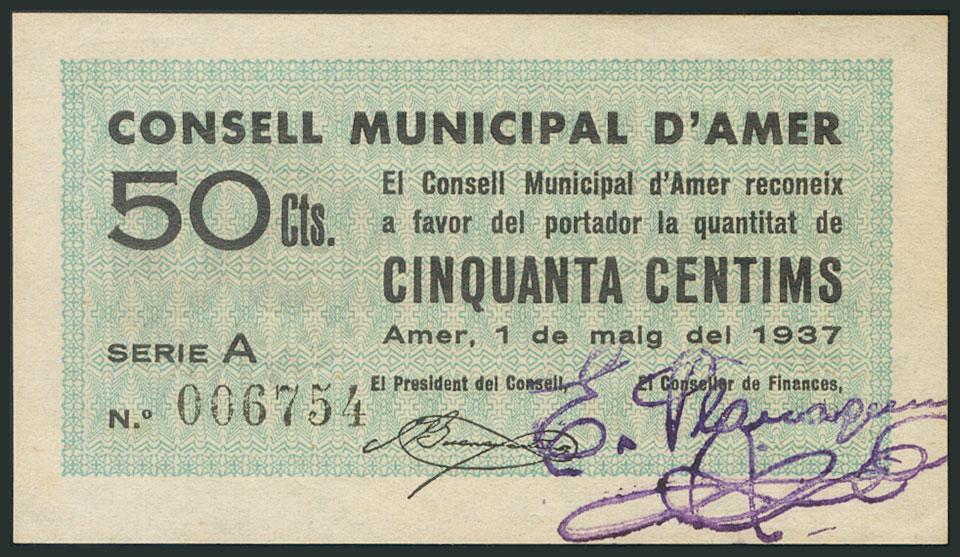 CONSELL MUNICIPAL D'AMER
50 Cts.
El Consell Municipal d'Amer reconeix
a favor del portador la quantitat de
CINQUANTA CENTIMS
Amer, 1 de maig del 1937
SERIE A
N.º 006754
El President del Consell,
El Conseller de Finances,